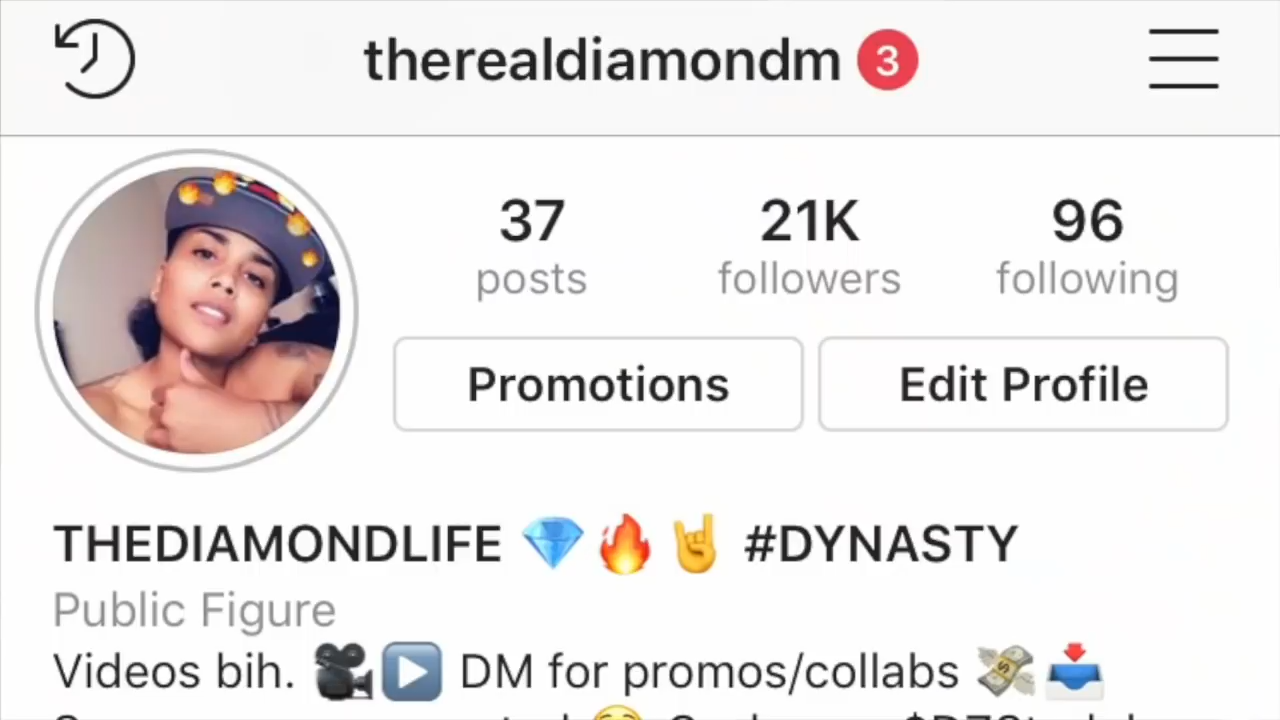 therealdiamondm 3
37 21K 96
posts followers following
Promotions Edit Profile
THEDIAMONDLIFE 💎🔥🤘 #DYNASTY
Public Figure
Videos bih. 🎥▶️ DM for promos/collabs 💸📥